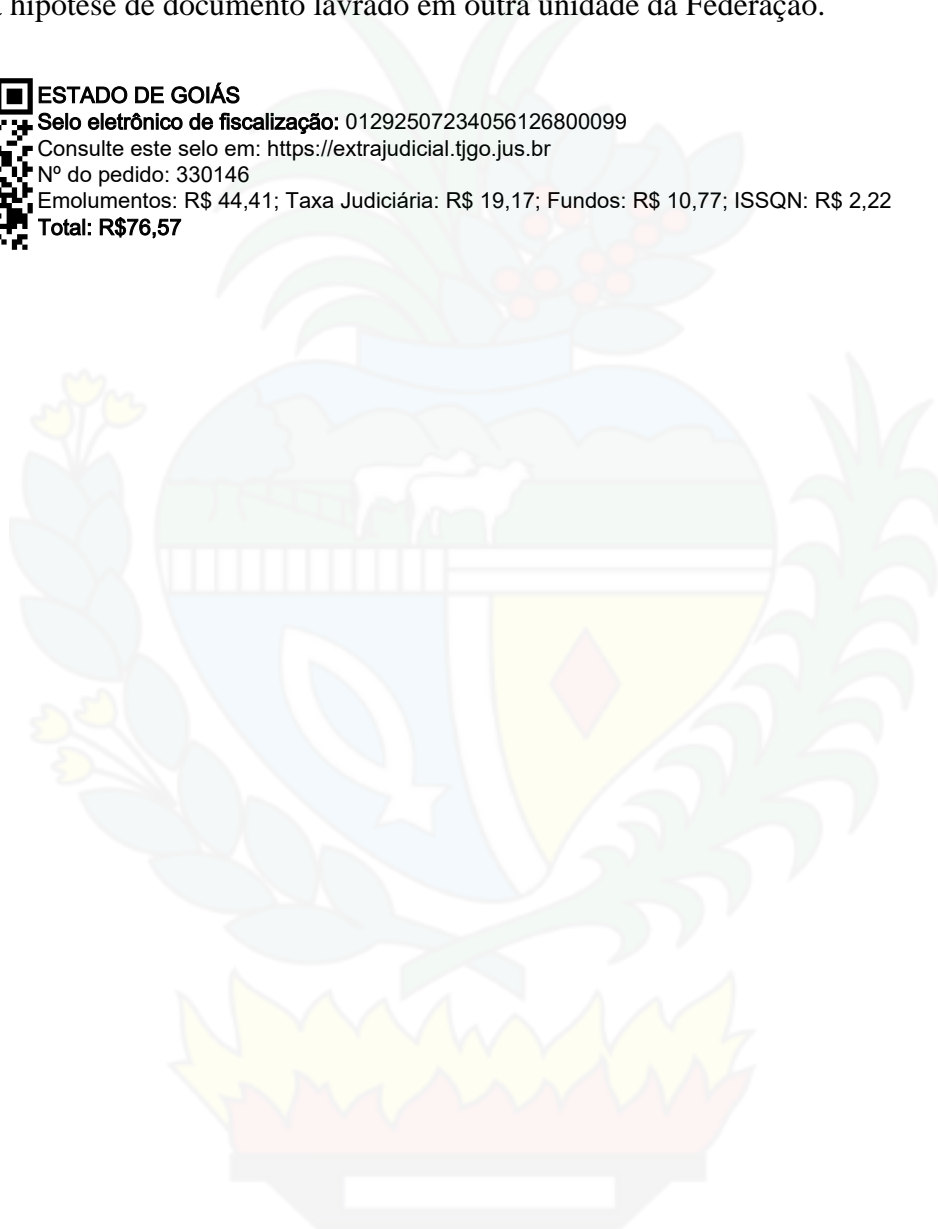 hipótese de documento lavrado em outra unidade da Federação.
ESTADO DE GOIÁS
Selo eletrônico de fiscalização: 01292507234056126800099
Consulte este selo em: https://extrajudicial.tjgo.jus.br
Nº do pedido: 330146
Emolumentos: R$ 44,41; Taxa Judiciária: R$ 19,17; Fundos: R$ 10,77; ISSQN: R$ 2,22
Total: R$76,57